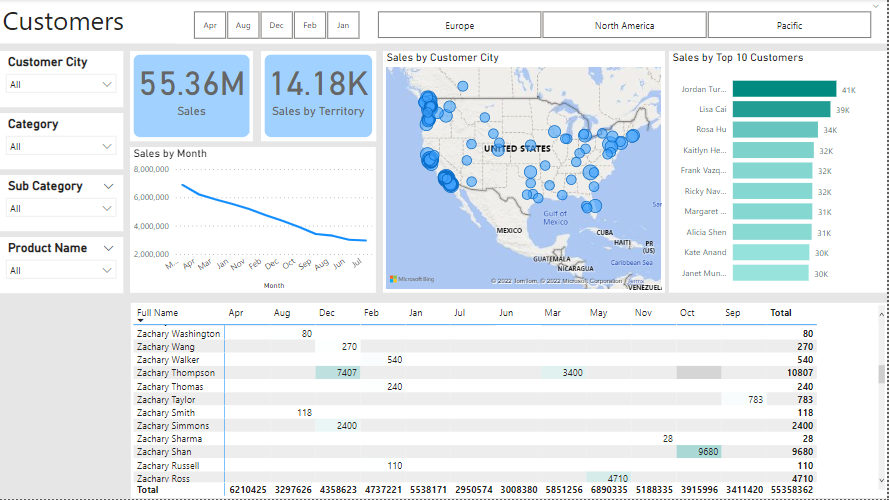 Customers
Apr Aug Dec Feb Jan
Europe North America Pacific
Customer City
All
Category
All
Sub Category
All
Product Name
All
55.36M
Sales
14.18K
Sales by Territory
Sales by Month
8,000,000
6,000,000
4,000,000
2,000,000
M... Apr Mar Jan Nov Feb Dec Oct Sep Aug Jun Jul
Month
Sales by Customer City
UNITED STATES
Gulf of
Mexico
MEXICO
CUBA
HAITI
PR
(US)
GUATEMALA
Caribbean Sea
NICARAGUA
VENEZUEL
Sar
Microsoft Bing
© 2022 TomTom, © 2022 Microsoft Corporation Terms
Sales by Top 10 Customers
Jordan Tur... 41K
Lisa Cai 39K
Rosa Hu 34K
Kaitlyn He... 32K
Frank Vazq... 32K
Ricky Nav... 32K
Margaret ... 31K
Alicia Shen 31K
Kate Anand 30K
Janet Mun... 30K
Full Name Apr Aug Dec Feb Jan Jul Jun Mar May Nov Oct Sep Total
Zachary Washington 80 80
Zachary Wang 270 270
Zachary Walker 540 540
Zachary Thompson 7407 3400 10807
Zachary Thomas 240 240
Zachary Taylor 783 783
Zachary Smith 118 118
Zachary Simmons 2400 2400
Zachary Sharma 28 28
Zachary Shan 9680 9680
Zachary Russell 110 110
Zachary Ross 4710 4710
Total 6210425 3297626 4358623 4737221 5538171 2950574 3008380 5851256 6890335 5188335 3915996 3411420 55358362